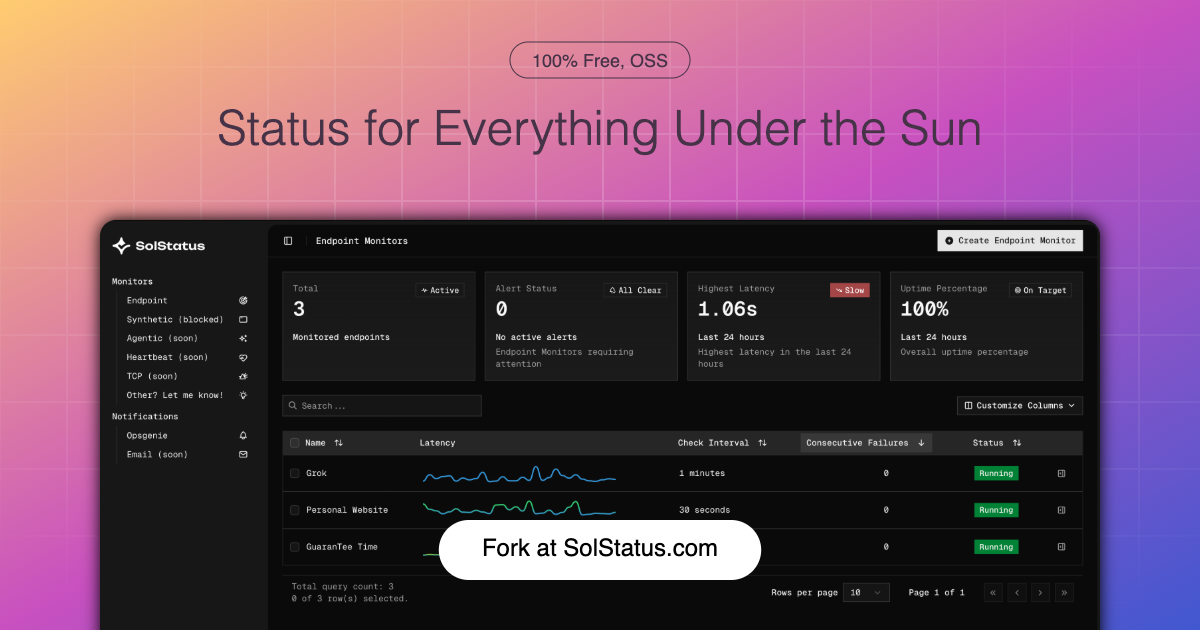 100% Free, OSS
Status for Everything Under the Sun
SolStatus
Monitors
Endpoint
Synthetic (blocked)
Agentic (soon)
Heartbeat (soon)
TCP (soon)
Other? Let me know!
Notifications
Opsgenie
Email (soon)
Endpoint Monitors
Create Endpoint Monitor
Total
Active
3
Monitored endpoints
Alert Status
All Clear
0
No active alerts
Endpoint Monitors requiring
attention
Highest Latency
Slow
1.06s
Last 24 hours
Highest latency in the last 24
hours
Uptime Percentage
On Target
100%
Last 24 hours
Overall uptime percentage
Search...
Customize Columns
Name Latency Check Interval Consecutive Failures Status
Grok 1 minutes 0 Running
Personal Website 30 seconds 0 Running
GuaranTee Time 0 Running
Fork at SolStatus.com
Total query count: 3
0 of 3 row(s) selected.
Rows per page 10 Page 1 of 1